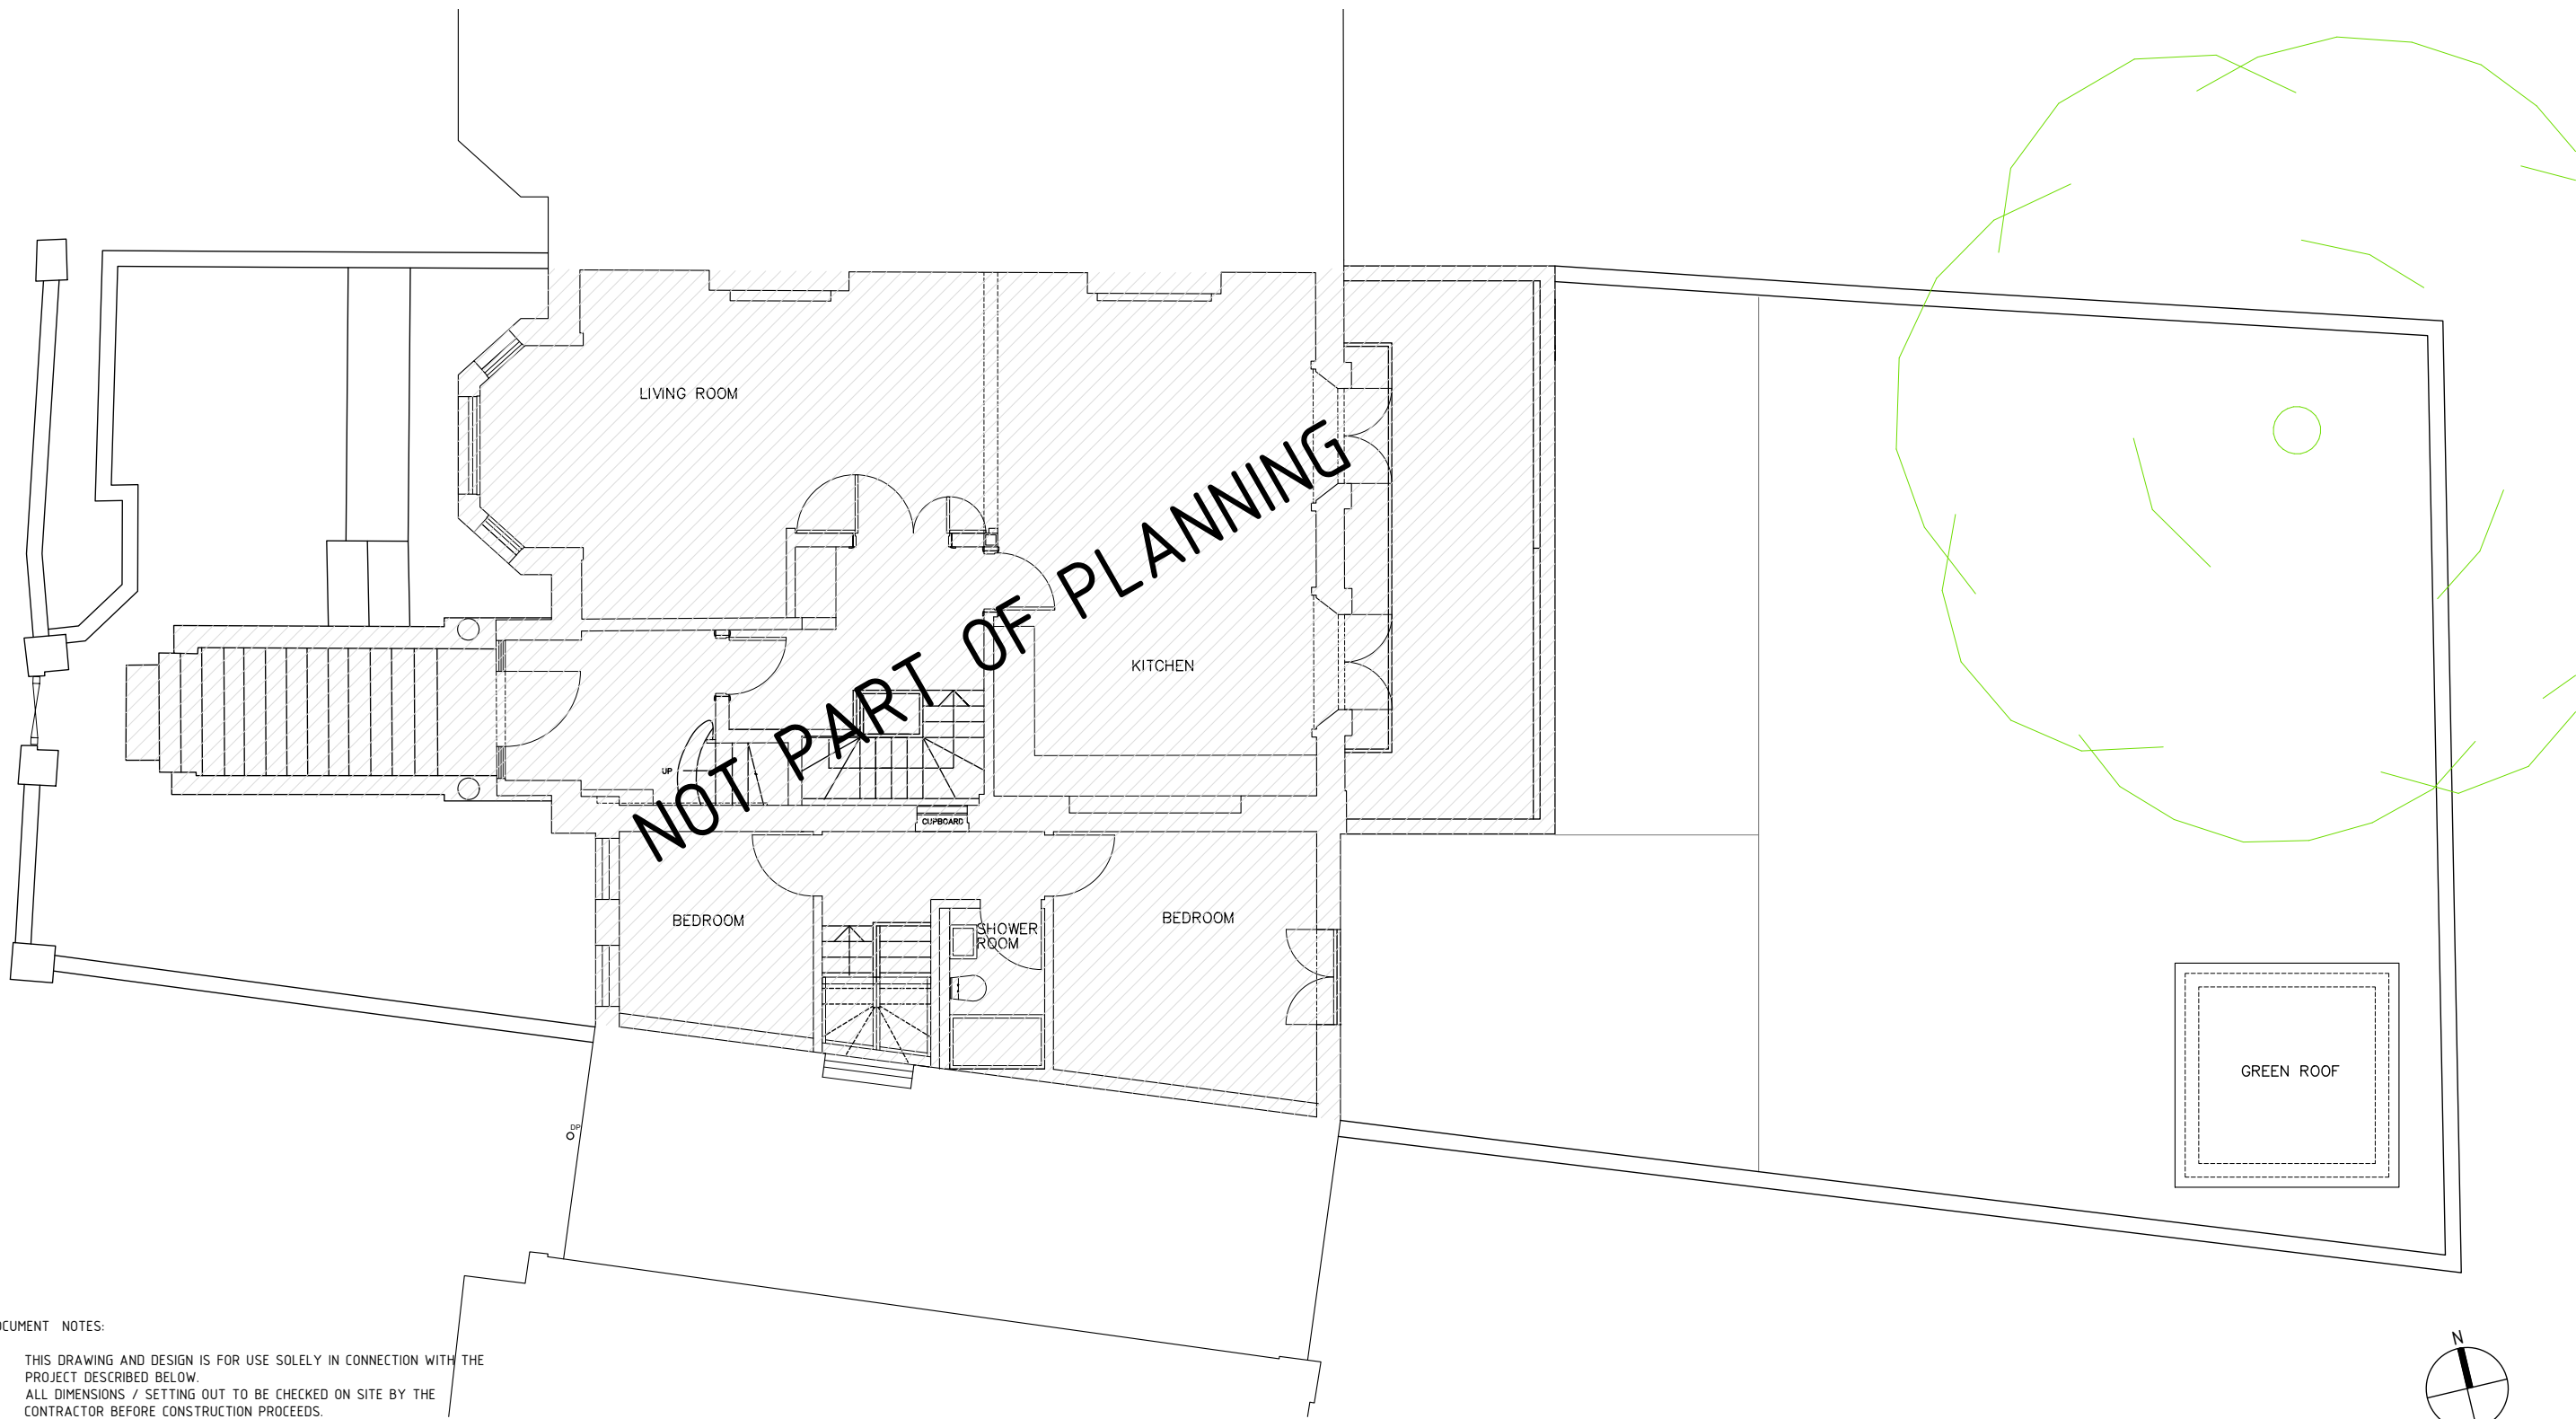 LIVING ROOM
NOT PART OF PLANNING
KITCHEN
UP
CUPBOARD
BEDROOM
SHOWER
ROOM
BEDROOM
GREEN ROOF
DP
N
OCUMENT NOTES:
THIS DRAWING AND DESIGN IS FOR USE SOLELY IN CONNECTION WITH THE
PROJECT DESCRIBED BELOW.
ALL DIMENSIONS / SETTING OUT TO BE CHECKED ON SITE BY THE
CONTRACTOR BEFORE CONSTRUCTION PROCEEDS.